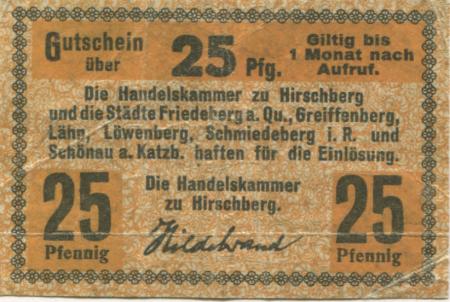 Gutschein über 25 Pfg. Giltig bis 1 Monat nach Aufruf.
Die Handelskammer zu Hirschberg
und die Städte Friedeberg a. Qu., Greiffenberg,
Lähn, Löwenberg, Schmiedeberg i. R. und
Schönau a. Katzb. haften für die Einlösung.
Die Handelskammer
zu Hirschberg.
25 Pfennig
Hildebrand
25 Pfennig